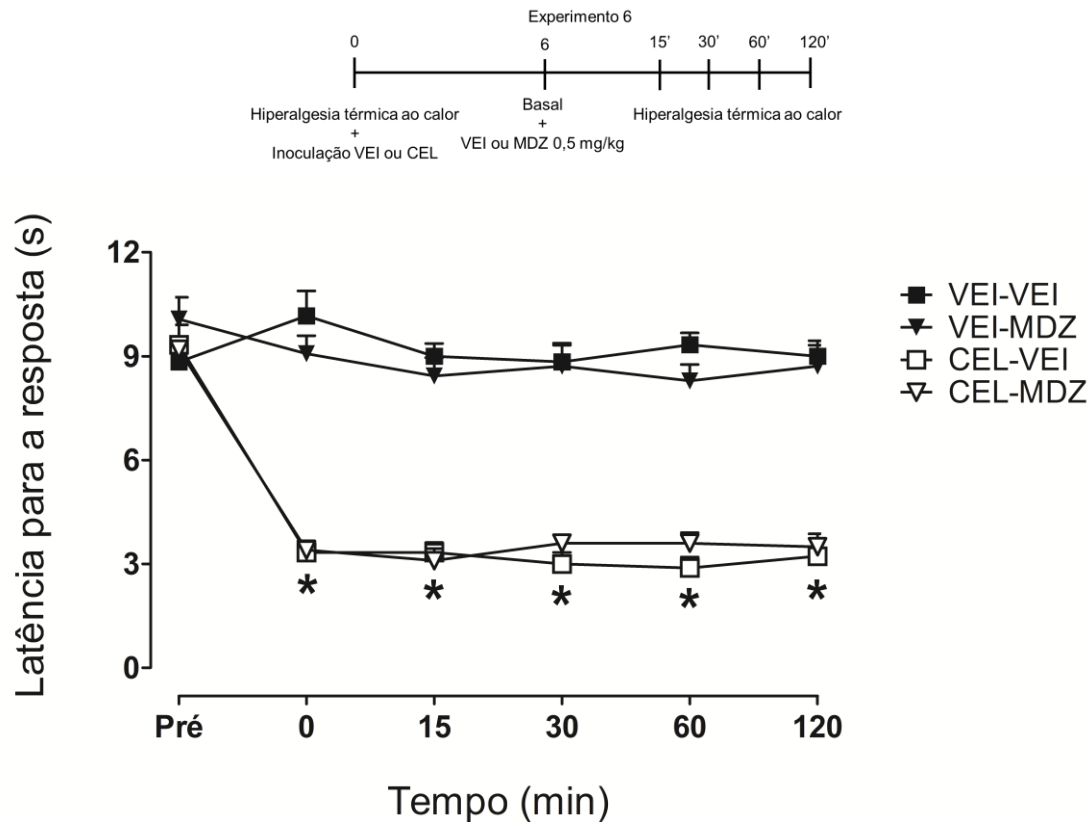 Experimento 6
0 6 15' 30' 60' 120'
Hiperalgesia térmica ao calor
+
Inoculação VEI ou CEL
Basal
+
VEI ou MDZ 0,5 mg/kg
Hiperalgesia térmica ao calor
Latência para a resposta (s)
12
9
6
3
0
* * * * *
Pré 0 15 30 60 120
Tempo (min)
VEI-VEI
VEI-MDZ
CEL-VEI
CEL-MDZ